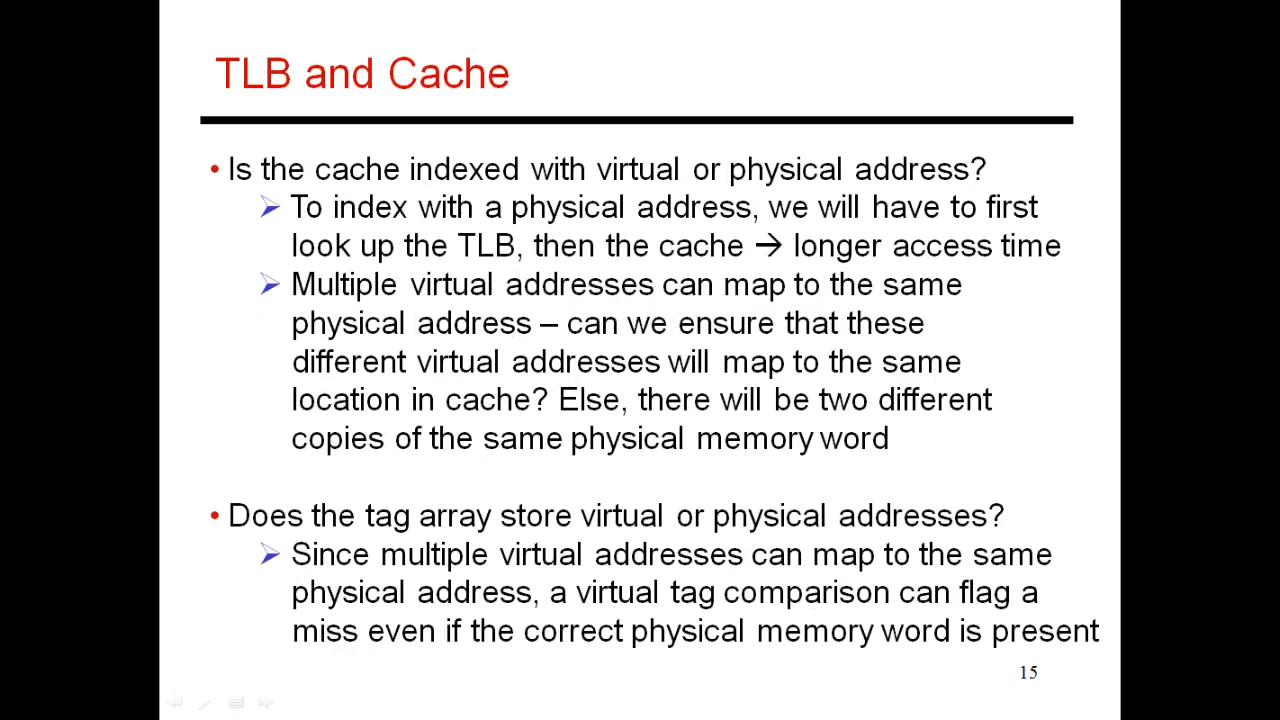 TLB and Cache
• Is the cache indexed with virtual or physical address?
➢ To index with a physical address, we will have to first
look up the TLB, then the cache → longer access time
➢ Multiple virtual addresses can map to the same
physical address – can we ensure that these
different virtual addresses will map to the same
location in cache? Else, there will be two different
copies of the same physical memory word
• Does the tag array store virtual or physical addresses?
➢ Since multiple virtual addresses can map to the same
physical address, a virtual tag comparison can flag a
miss even if the correct physical memory word is present
15